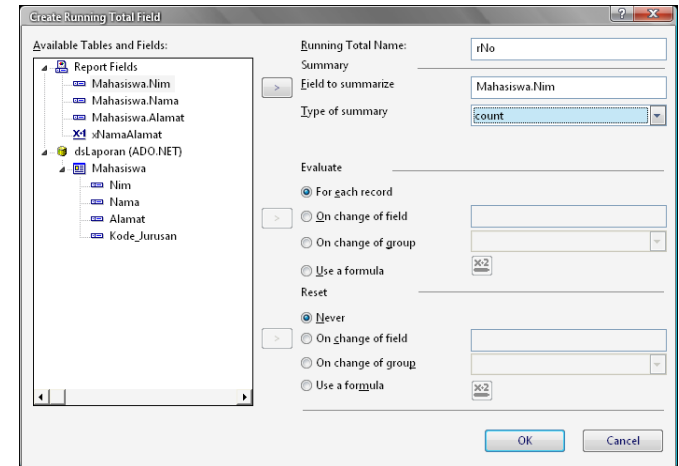 Create Running Total Field
Available Tables and Fields:
Report Fields
Mahasiswa.Nim
Mahasiswa.Nama
Mahasiswa.Alamat
xNamaAlamat
dsLaporan (ADO.NET)
Mahasiswa
Nim
Nama
Alamat
Kode_Jurusan
Running Total Name: rNo
Summary
> Field to summarize Mahasiswa.Nim
Type of summary count
Evaluate
For each record
> On change of field
On change of group
Use a formula x·2
Reset
Never
> On change of field
On change of group
Use a formula x·2
OK Cancel